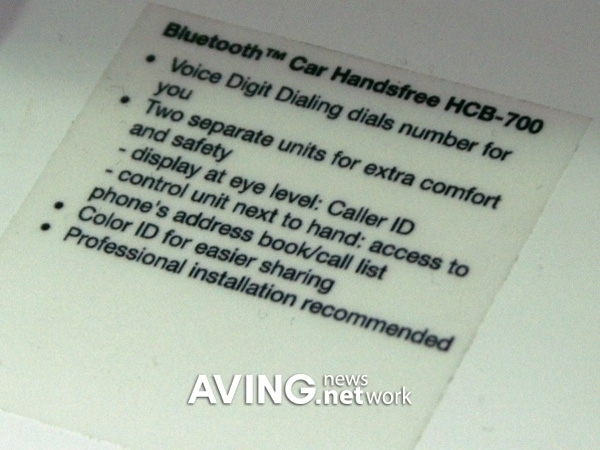 Bluetooth™ Car Handsfree HCB-700
• Voice Digit Dialing dials number for
you
• Two separate units for extra comfort
and safety
- display at eye level: Caller ID
- control unit next to hand: access to
phone's address book/call list
• Color ID for easier sharing
• Professional installation recommended
AVING news
.network